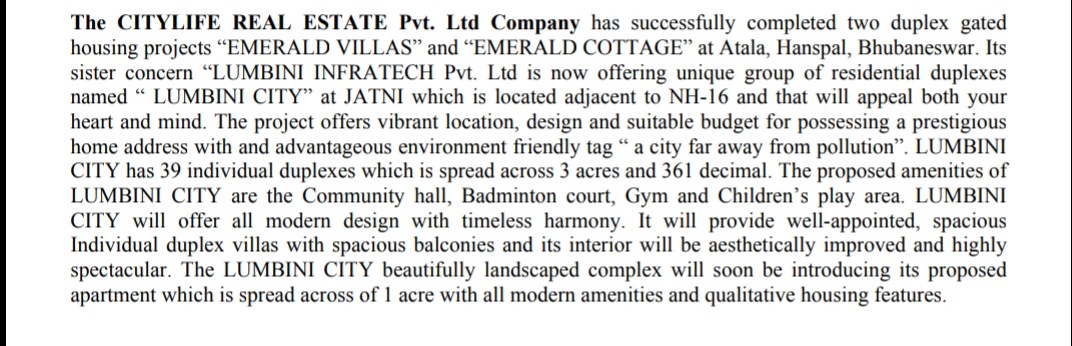 The CITYLIFE REAL ESTATE Pvt. Ltd Company has successfully completed two duplex gated
housing projects “EMERALD VILLAS” and “EMERALD COTTAGE” at Atala, Hanspal, Bhubaneswar. Its
sister concern “LUMBINI INFRATECH Pvt. Ltd is now offering unique group of residential duplexes
named “ LUMBINI CITY” at JATNI which is located adjacent to NH-16 and that will appeal both your
heart and mind. The project offers vibrant location, design and suitable budget for possessing a prestigious
home address with and advantageous environment friendly tag “ a city far away from pollution”. LUMBINI
CITY has 39 individual duplexes which is spread across 3 acres and 361 decimal. The proposed amenities of
LUMBINI CITY are the Community hall, Badminton court, Gym and Children’s play area. LUMBINI
CITY will offer all modern design with timeless harmony. It will provide well-appointed, spacious
Individual duplex villas with spacious balconies and its interior will be aesthetically improved and highly
spectacular. The LUMBINI CITY beautifully landscaped complex will soon be introducing its proposed
apartment which is spread across of 1 acre with all modern amenities and qualitative housing features.